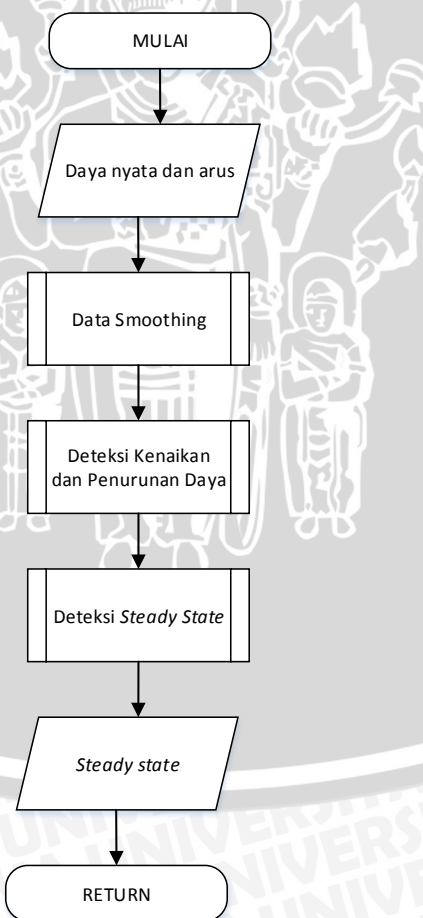 MULAI
Daya nyata dan arus
Data Smoothing
Deteksi Kenaikan
dan Penurunan Daya
Deteksi Steady State
Steady state
RETURN